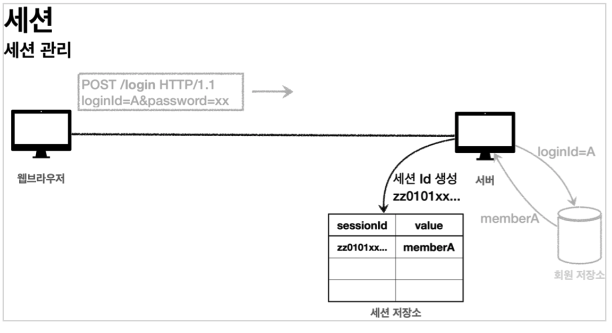 세션
세션 관리
POST /login HTTP/1.1
loginId=A&password=xx
웹브라우저
서버
loginId=A
memberA
회원 저장소
세션 Id 생성
zz0101xx...
sessionId value
zz0101xx... memberA
세션 저장소